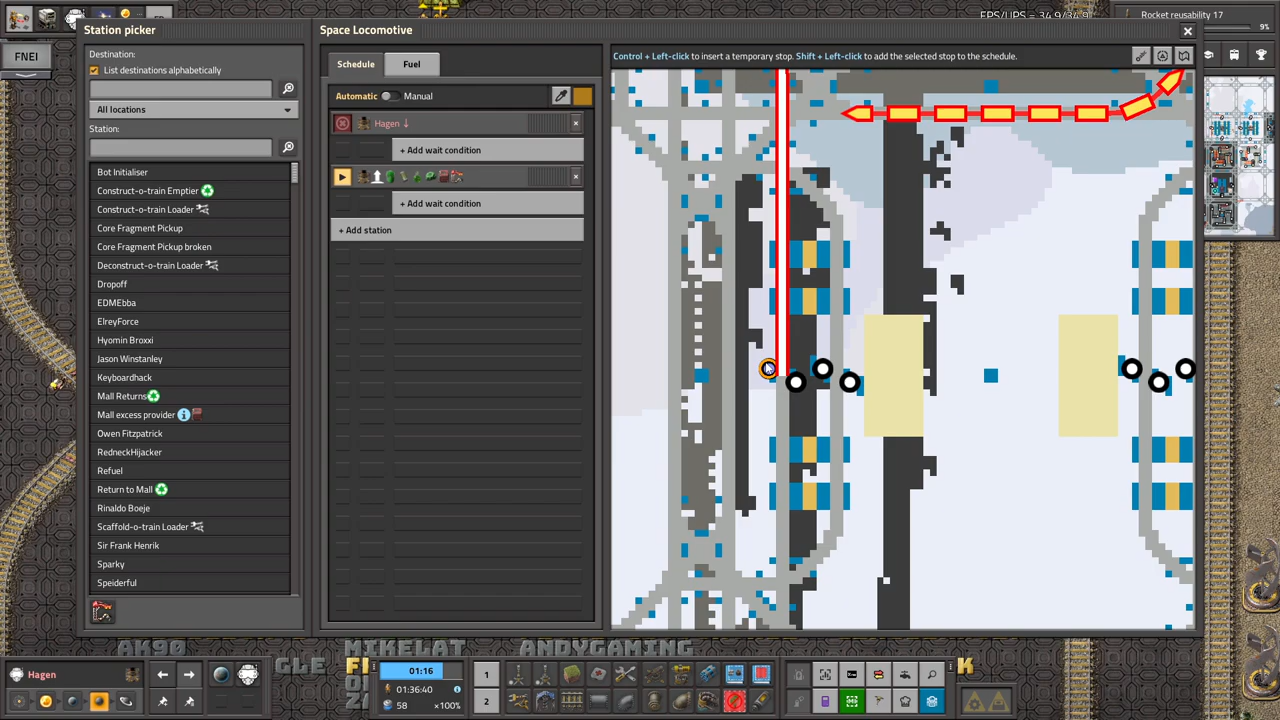 FPS/UPS = 34.9/34.9
Rocket reusability 17
9%
FNEI
Station picker
Destination:
List destinations alphabetically
All locations
Station:
Bot Initialiser
Construct-o-train Emptier
Construct-o-train Loader
Core Fragment Pickup
Core Fragment Pickup broken
Deconstruct-o-train Loader
Dropoff
EDMEbba
ElreyForce
Hyomin Broxxi
Jason Winstanley
Keyboardhack
Mall Returns
Mall excess provider
Owen Fitzpatrick
RedneckHijacker
Refuel
Return to Mall
Rinaldo Boeje
Scaffold-o-train Loader
Sir Frank Henrik
Sparky
Speiderful
Space Locomotive
Schedule
Fuel
Automatic
Manual
Hagen ↓
+ Add wait condition
+ Add wait condition
+ Add station
Control + Left-click to insert a temporary stop. Shift + Left-click to add the selected stop to the schedule.
AK90
MIKELAT
ANDYGAMING
GLE
K
Hagen
01:16
01:36:40
58
×100%
1
2